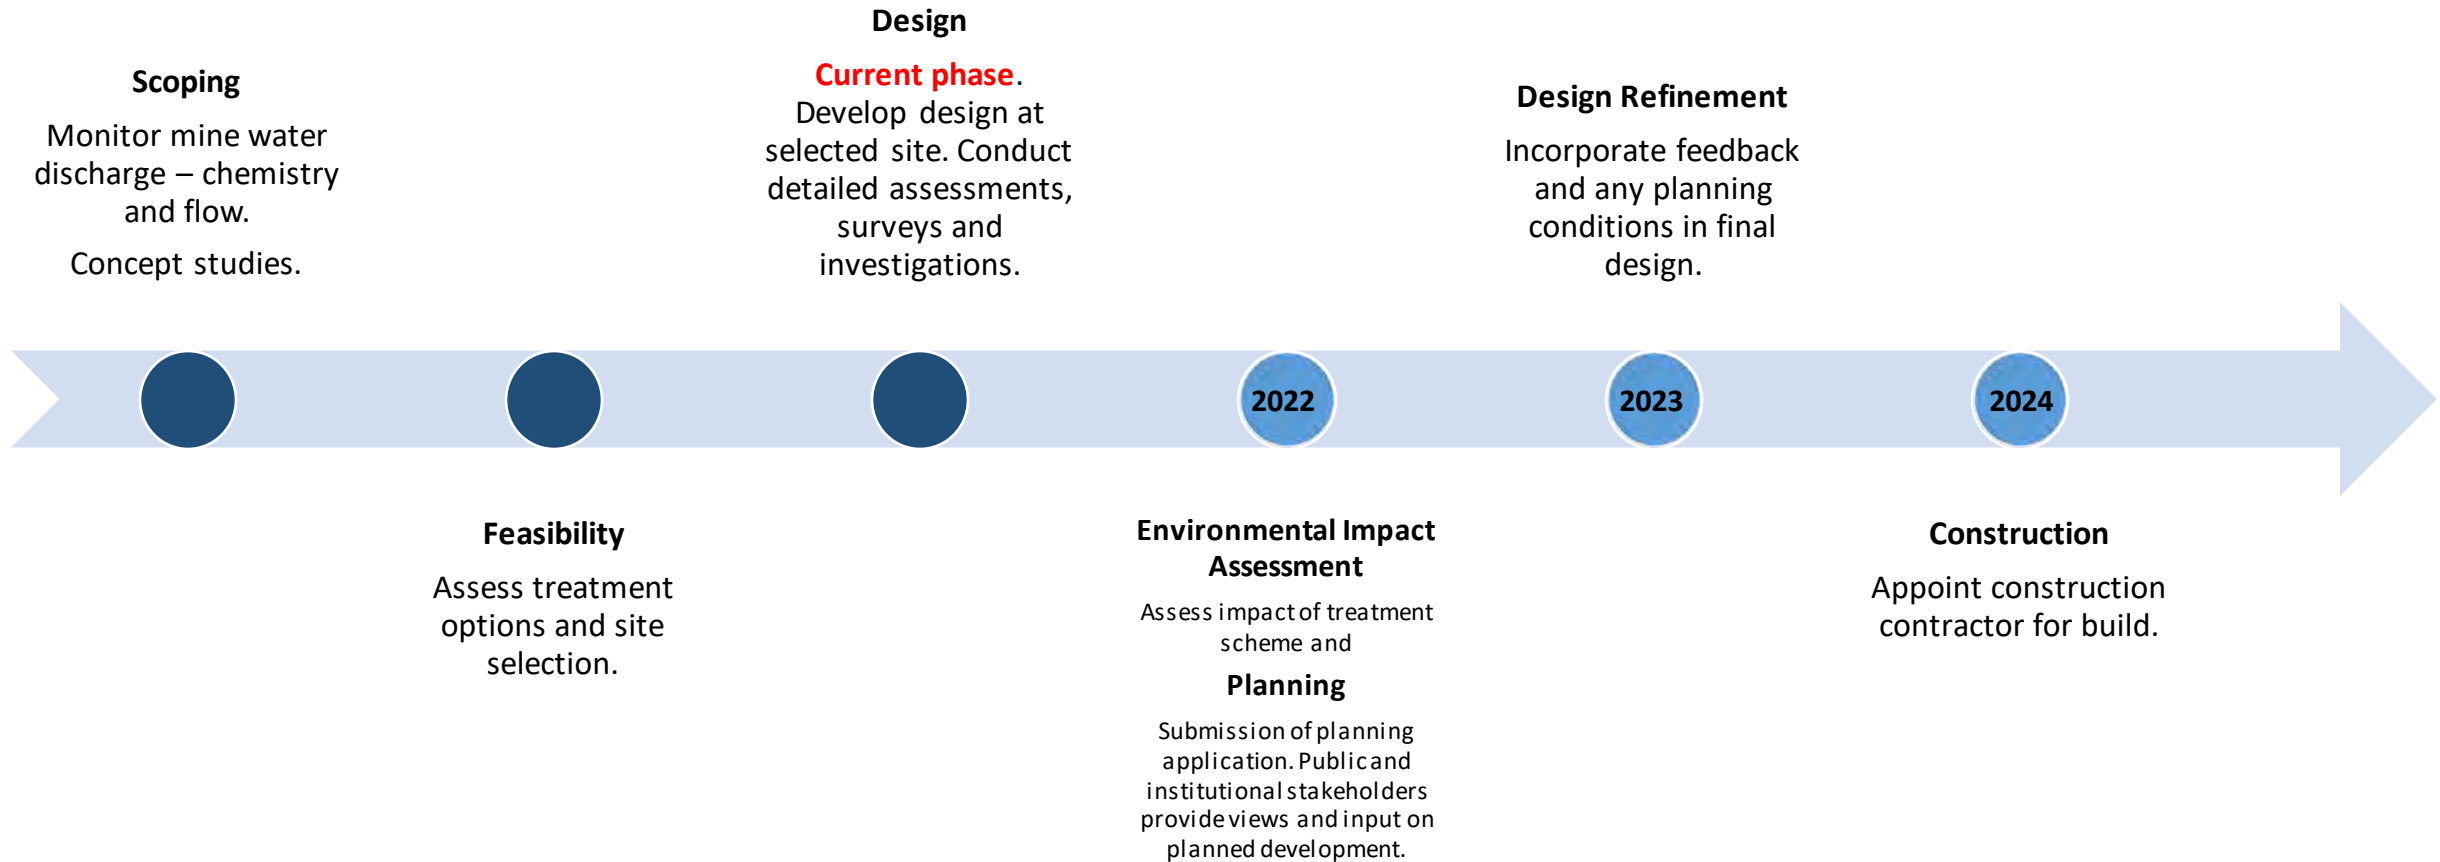 Scoping
Monitor mine water
discharge – chemistry
and flow.
Concept studies.
Feasibility
Assess treatment
options and site
selection.
Design
Current phase.
Develop design at
selected site. Conduct
detailed assessments,
surveys and
investigations.
2022
Environmental Impact
Assessment
Assess impact of treatment
scheme and
Planning
Submission of planning
application. Public and
institutional stakeholders
provide views and input on
planned development.
Design Refinement
Incorporate feedback
and any planning
conditions in final
design.
2023
2024
Construction
Appoint construction
contractor for build.